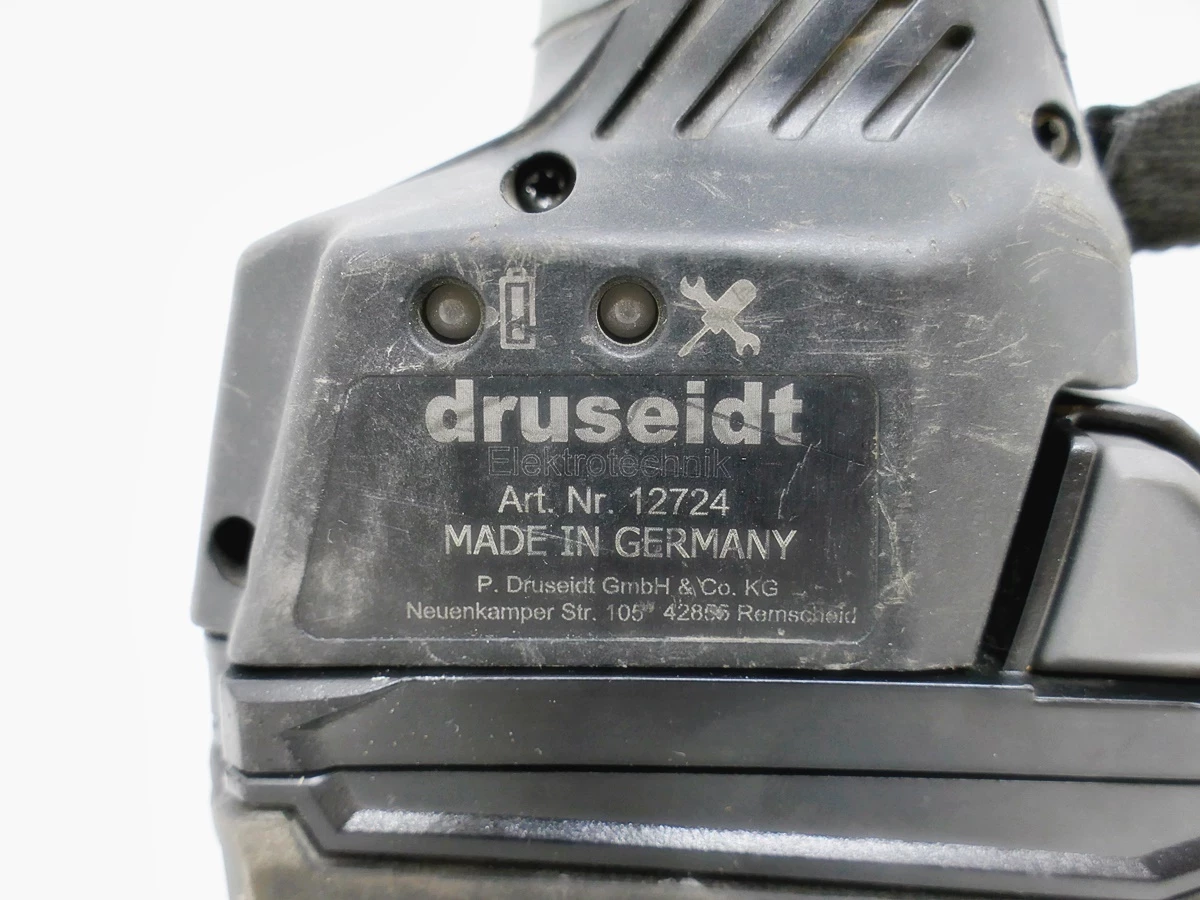 druseidt
Elektrotechnik
Art. Nr. 12724
MADE IN GERMANY
P. Druseidt GmbH & Co. KG
Neuenkamper Str. 105 42855 Remscheid